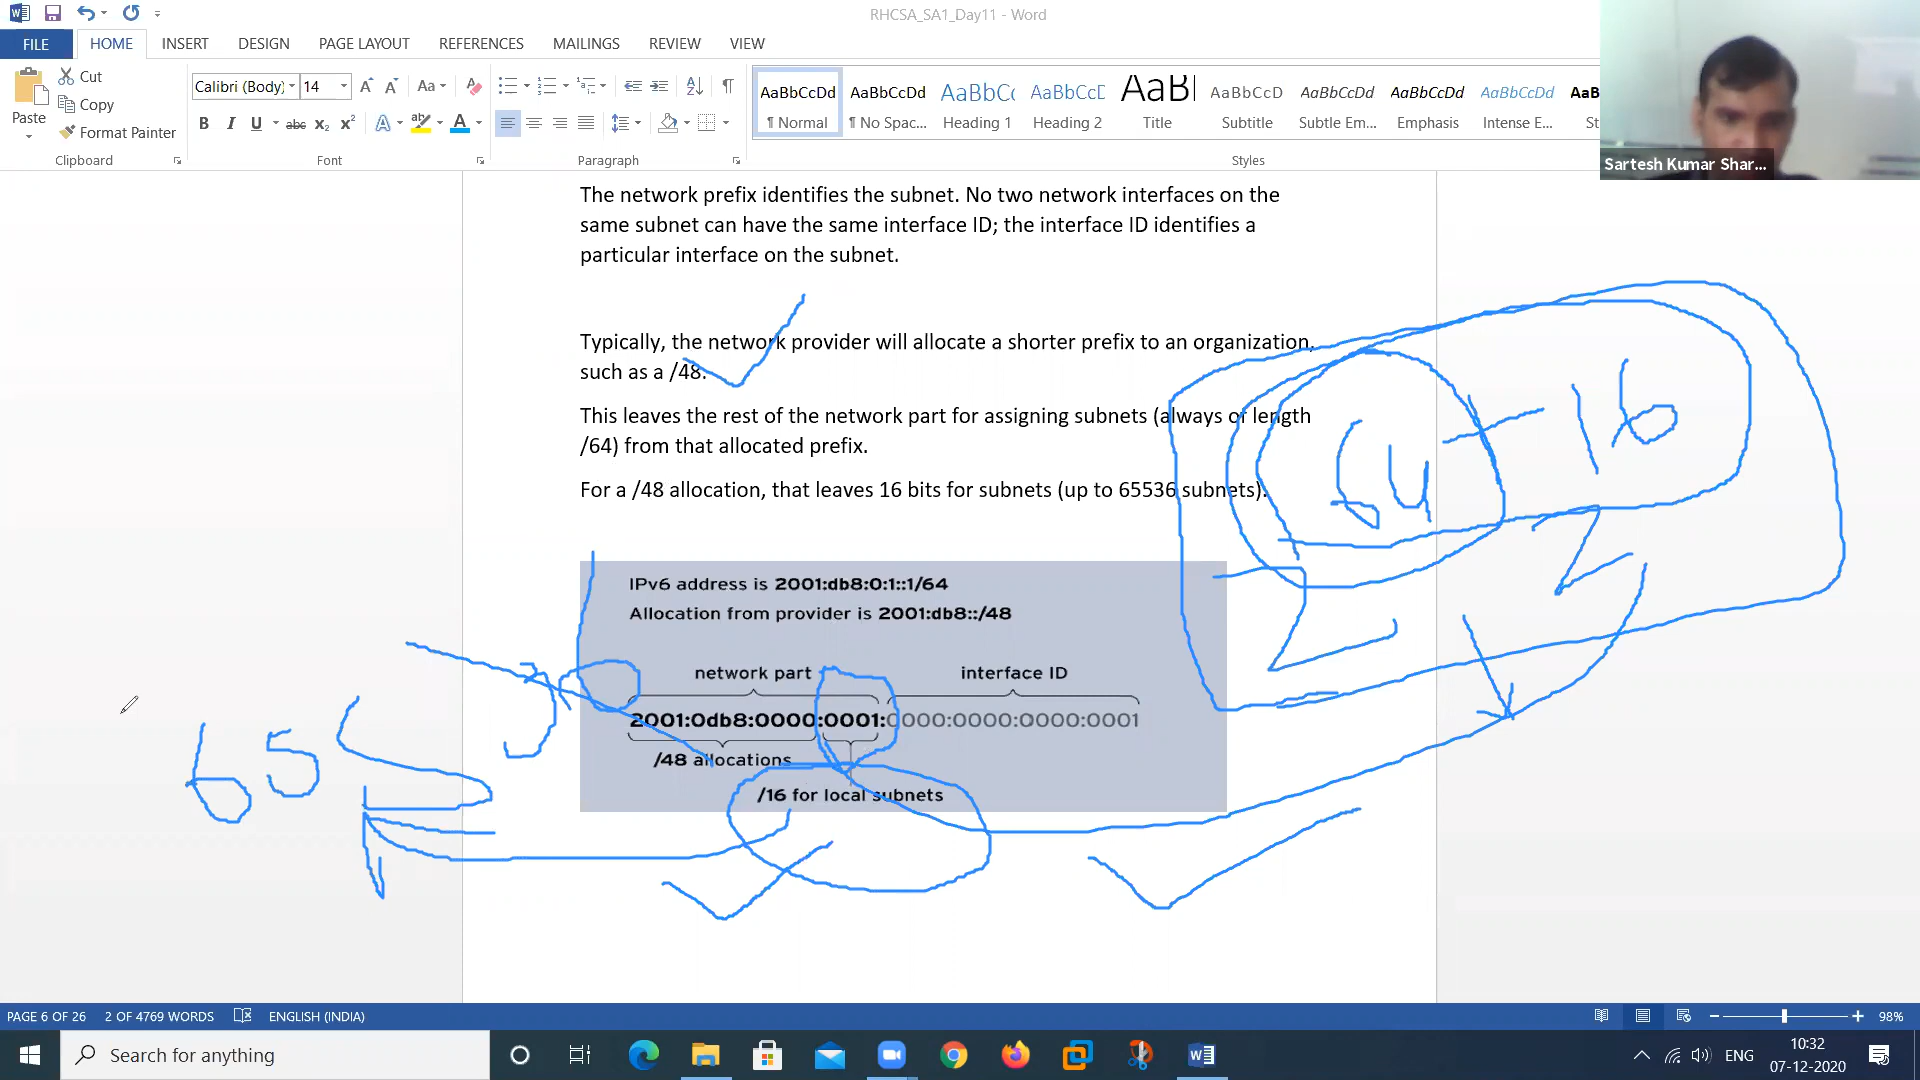 RHCSA_SA1_Day11 - Word
FILE HOME INSERT DESIGN PAGE LAYOUT REFERENCES MAILINGS REVIEW VIEW
Paste
Cut
Copy
Format Painter
Clipboard
Calibri (Body) 14
Aa
B I U abc x₂ x² A A
Font
Paragraph
AaBbCcDd AaBbCcDd AaBbC AaBbCcC AaB AaBbCcD AaBbCcDd AaBbCcDd AaBbCcDd AaB
¶ Normal ¶ No Spac... Heading 1 Heading 2 Title Subtitle Subtle Em... Emphasis Intense E... St
Styles
Sartesh Kumar Shar...
The network prefix identifies the subnet. No two network interfaces on the
same subnet can have the same interface ID; the interface ID identifies a
particular interface on the subnet.
Typically, the network provider will allocate a shorter prefix to an organization,
such as a /48.
This leaves the rest of the network part for assigning subnets (always of length
/64) from that allocated prefix.
For a /48 allocation, that leaves 16 bits for subnets (up to 65536 subnets).
64 16
IPv6 address is 2001:db8:0:1::1/64
Allocation from provider is 2001:db8::/48
network part interface ID
2001:0db8:0000:0001:0000:0000:0000:0001
/48 allocations
/16 for local subnets
65
PAGE 6 OF 26 2 OF 4769 WORDS ENGLISH (INDIA) 98%
Search for anything
ENG
10:32
07-12-2020